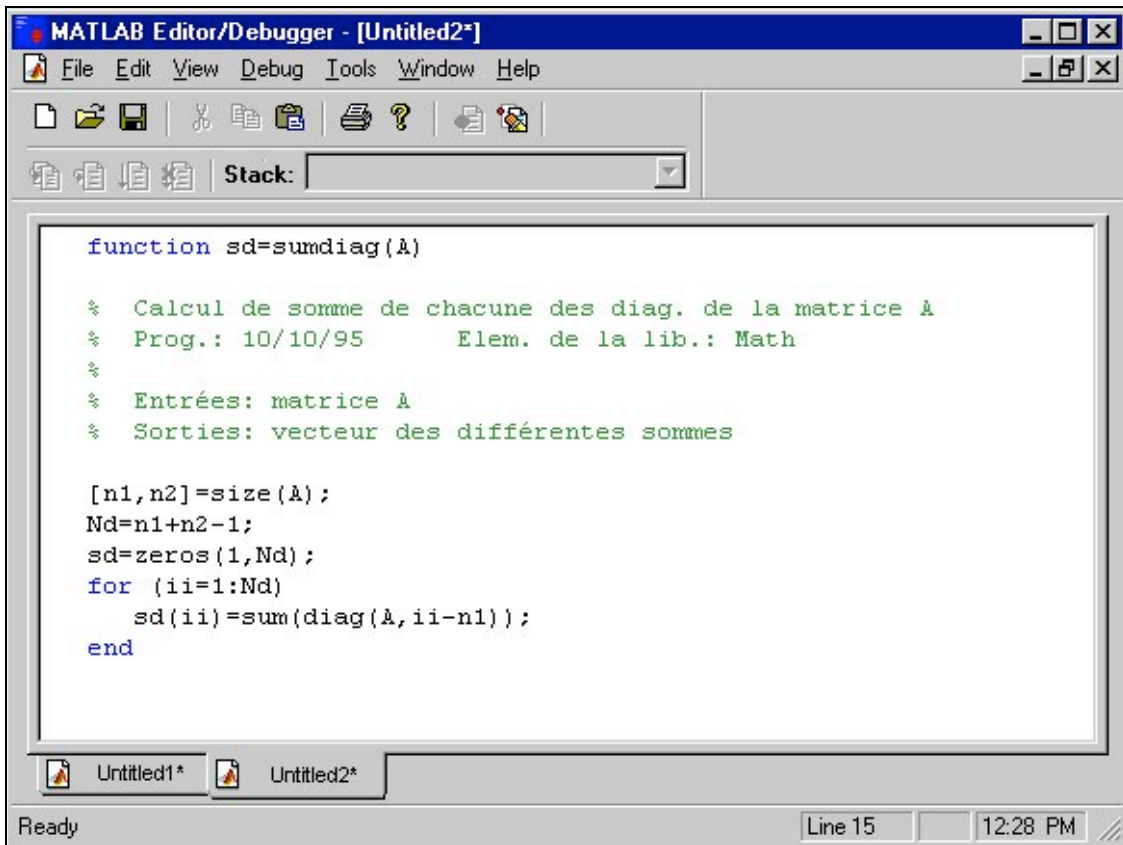 MATLAB Editor/Debugger - [Untitled2*]
File Edit View Debug Tools Window Help
Stack:
function sd=sumdiag(A)
% Calcul de somme de chacune des diag. de la matrice A
% Prog.: 10/10/95 Elem. de la lib.: Math
%
% Entrées: matrice A
% Sorties: vecteur des différentes sommes
[n1,n2]=size(A);
Nd=n1+n2-1;
sd=zeros(1,Nd);
for (ii=1:Nd)
sd(ii)=sum(diag(A,ii-n1));
end
Untitled1* Untitled2*
Ready Line 15 12:28 PM